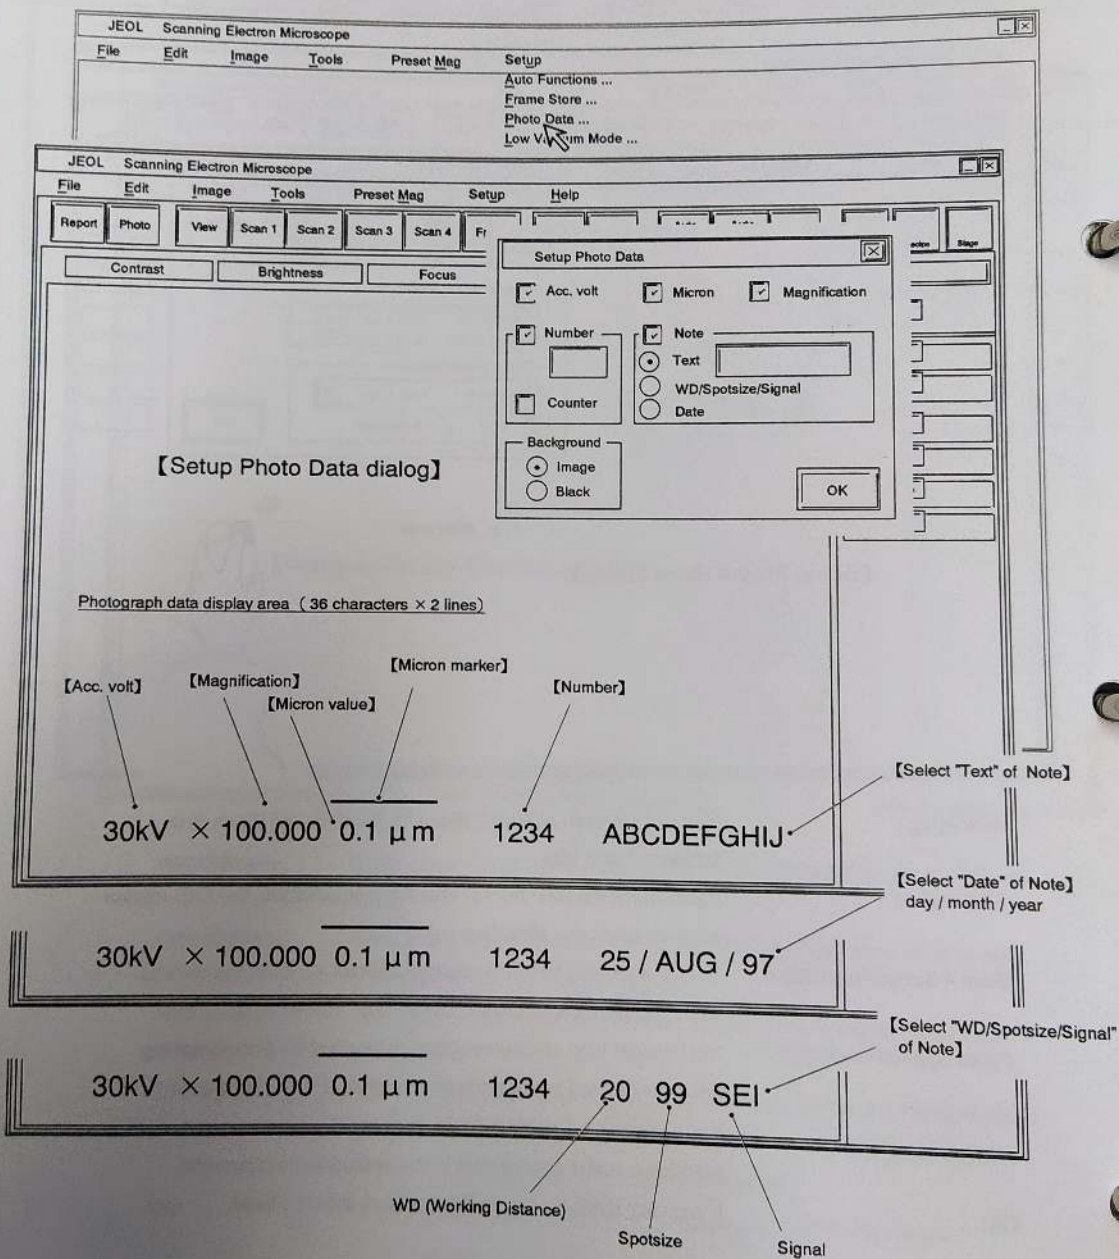 JEOL Scanning Electron Microscope
File Edit Image Tools Preset Mag Setup
Auto Functions ...
Frame Store ...
Photo Data ...
Low Mode ...
JEOL Scanning Electron Microscope
File Edit Image Tools Preset Mag Setup Help
Report Photo View Scan 1 Scan 2 Scan 3 Scan 4 Stage
Contrast Brightness Focus
Setup Photo Data
Acc. volt Micron Magnification
Number Note
Text
WD/Spotsize/Signal
Counter
Date
Background
Image
Black
OK
【Setup Photo Data dialog】
Photograph data display area ( 36 characters × 2 lines)
【Acc. volt】 【Magnification】 【Micron value】 【Micron marker】 【Number】
【Select "Text" of Note】
30kV × 100.000 0.1 μm 1234 ABCDEFGHIJ
【Select "Date" of Note】
day / month / year
30kV × 100.000 0.1 μm 1234 25 / AUG / 97
【Select "WD/Spotsize/Signal"
of Note】
30kV × 100.000 0.1 μm 1234 20 99 SEI
WD (Working Distance)
Spotsize
Signal